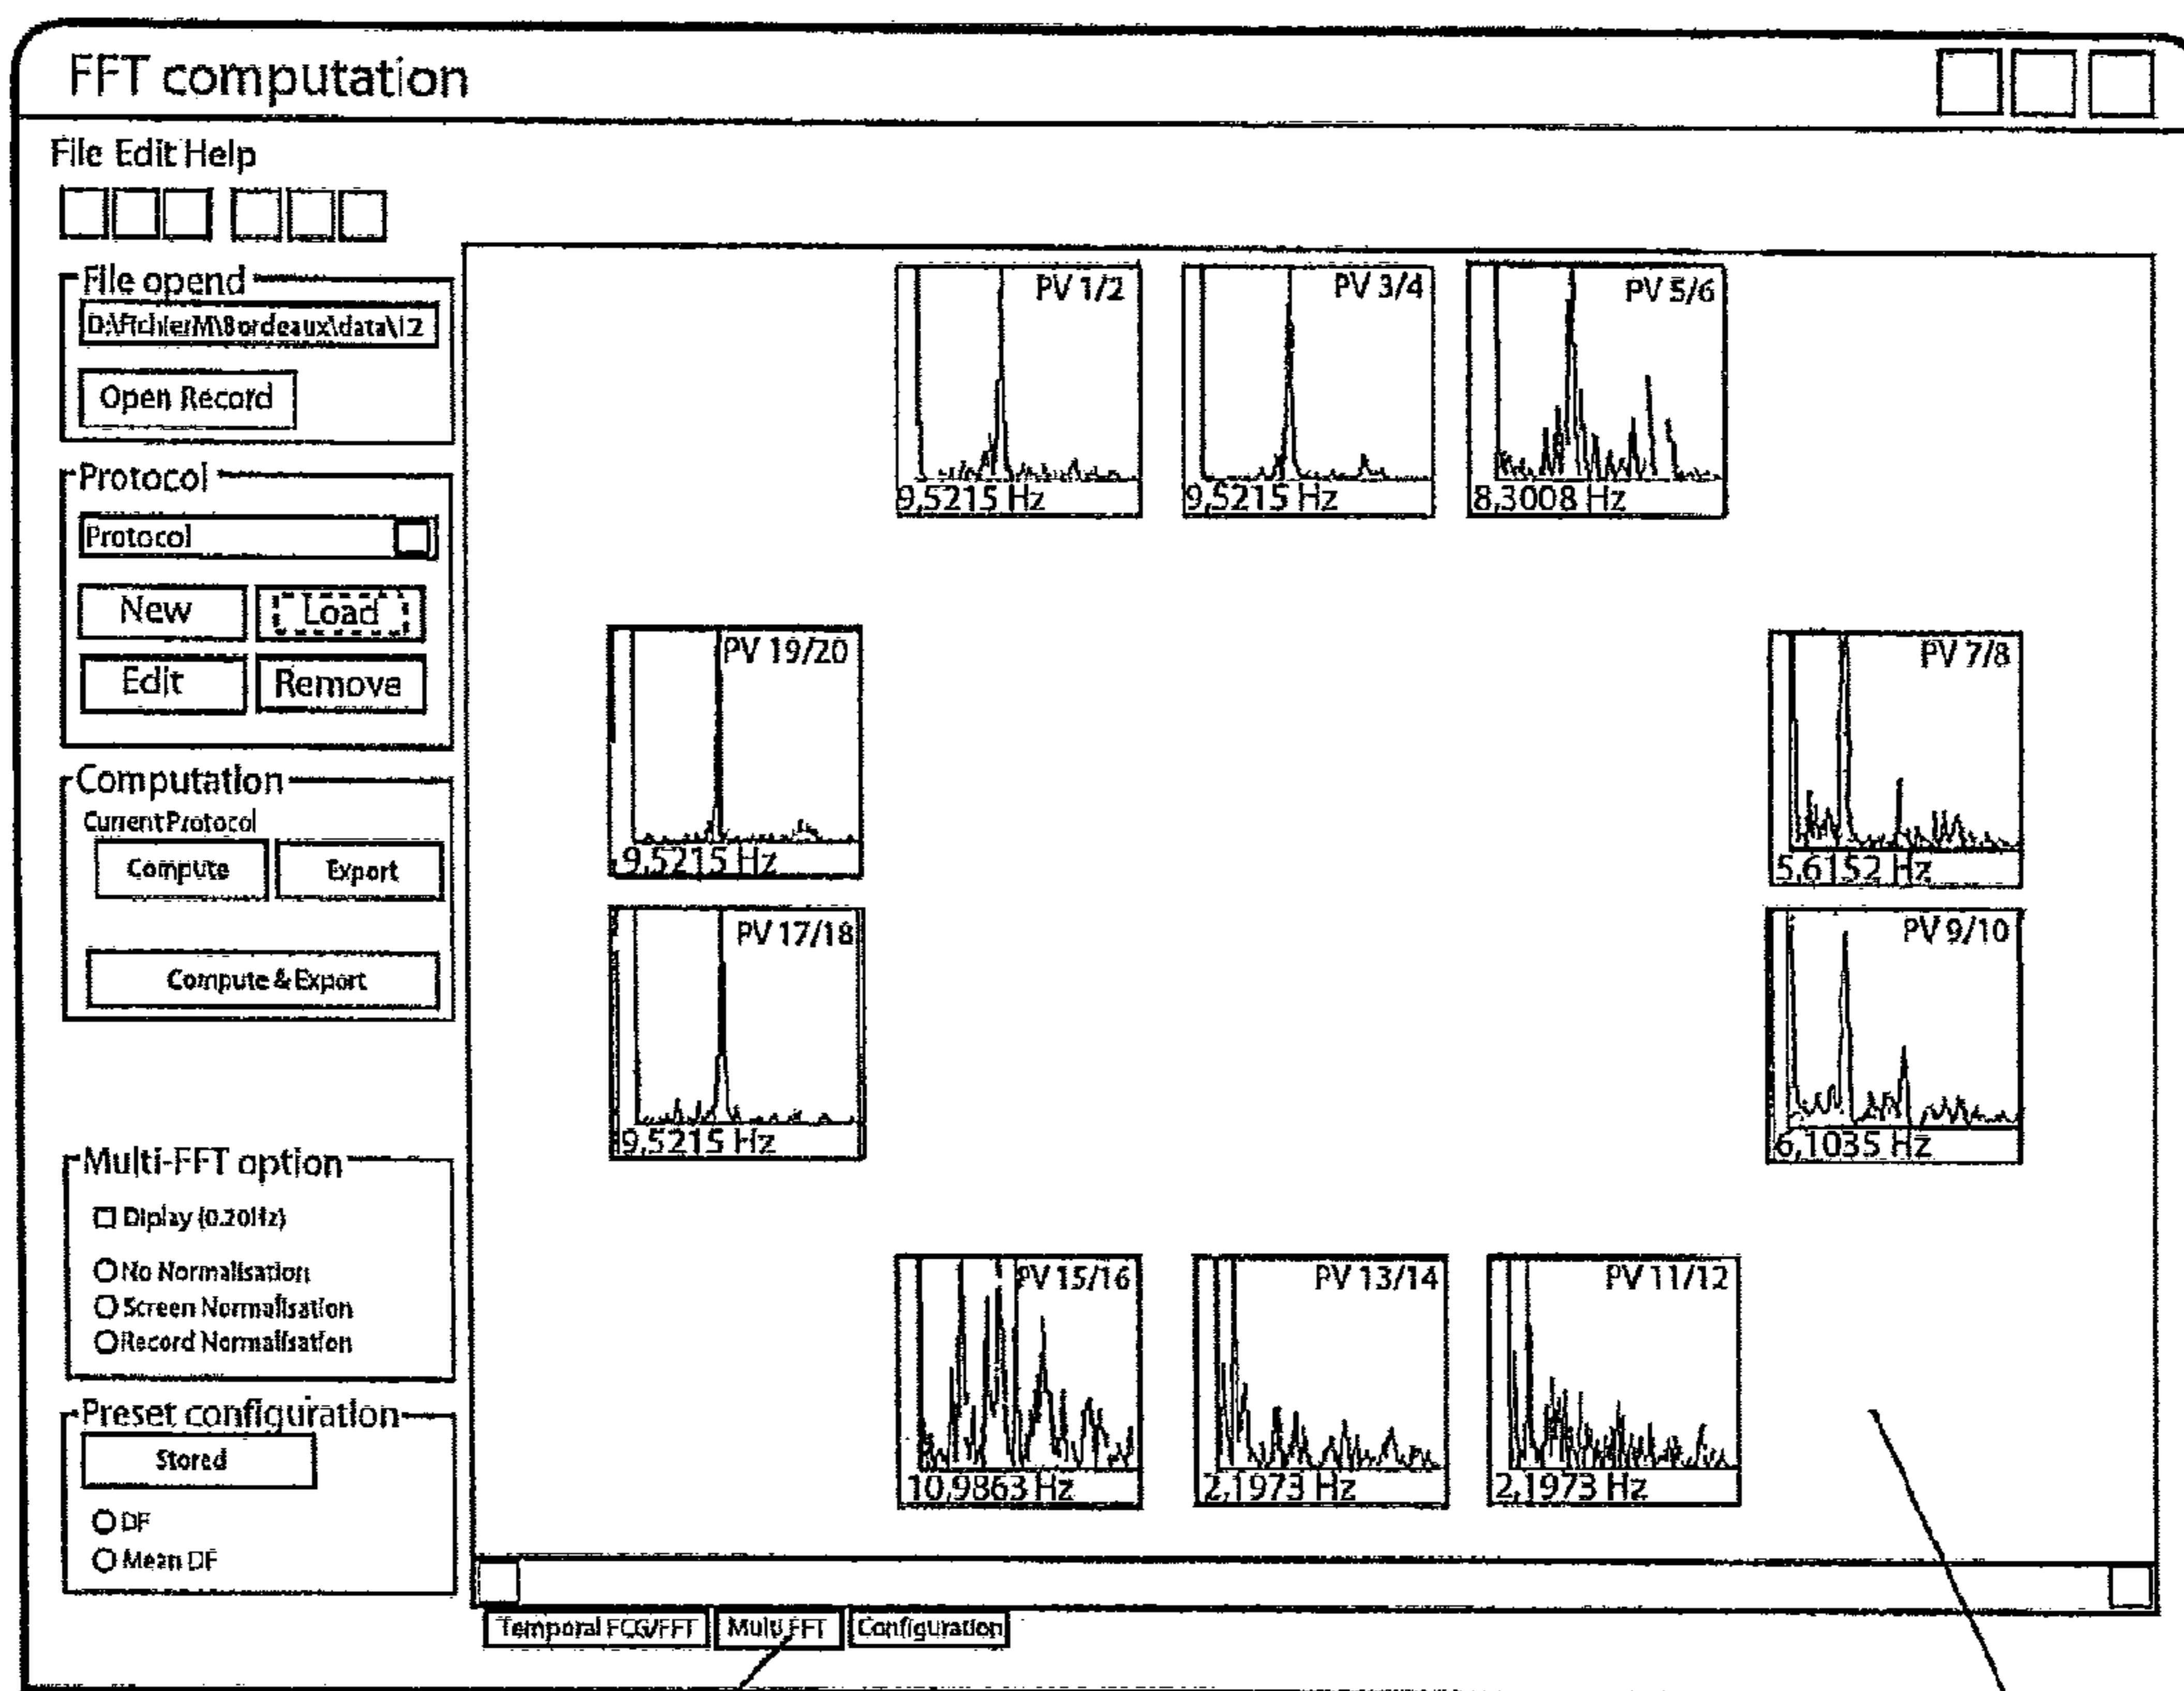 FFT computation
File Edit Help
File opend
D:\FichierM\Bordeaux\data\12
Open Record
Protocol
Protocol
New Load
Edit Remove
Computation
Current Protocol
Compute Export
Compute & Export
Multi-FFT option
Diplay (0.20Hz)
No Normalisation
Screen Normalisation
Record Normalisation
Preset configuration
Stored
DF
Mean DF
PV 1/2
9,5215 Hz
PV 3/4
9,5215 Hz
PV 5/6
8,3008 Hz
PV 19/20
9,5215 Hz
PV 7/8
5,6152 Hz
PV 17/18
9,5215 Hz
PV 9/10
6,1035 Hz
PV 15/16
10,9863 Hz
PV 13/14
2,1973 Hz
PV 11/12
2,1973 Hz
Temporal ECG/FFT Multi FFT Configuration